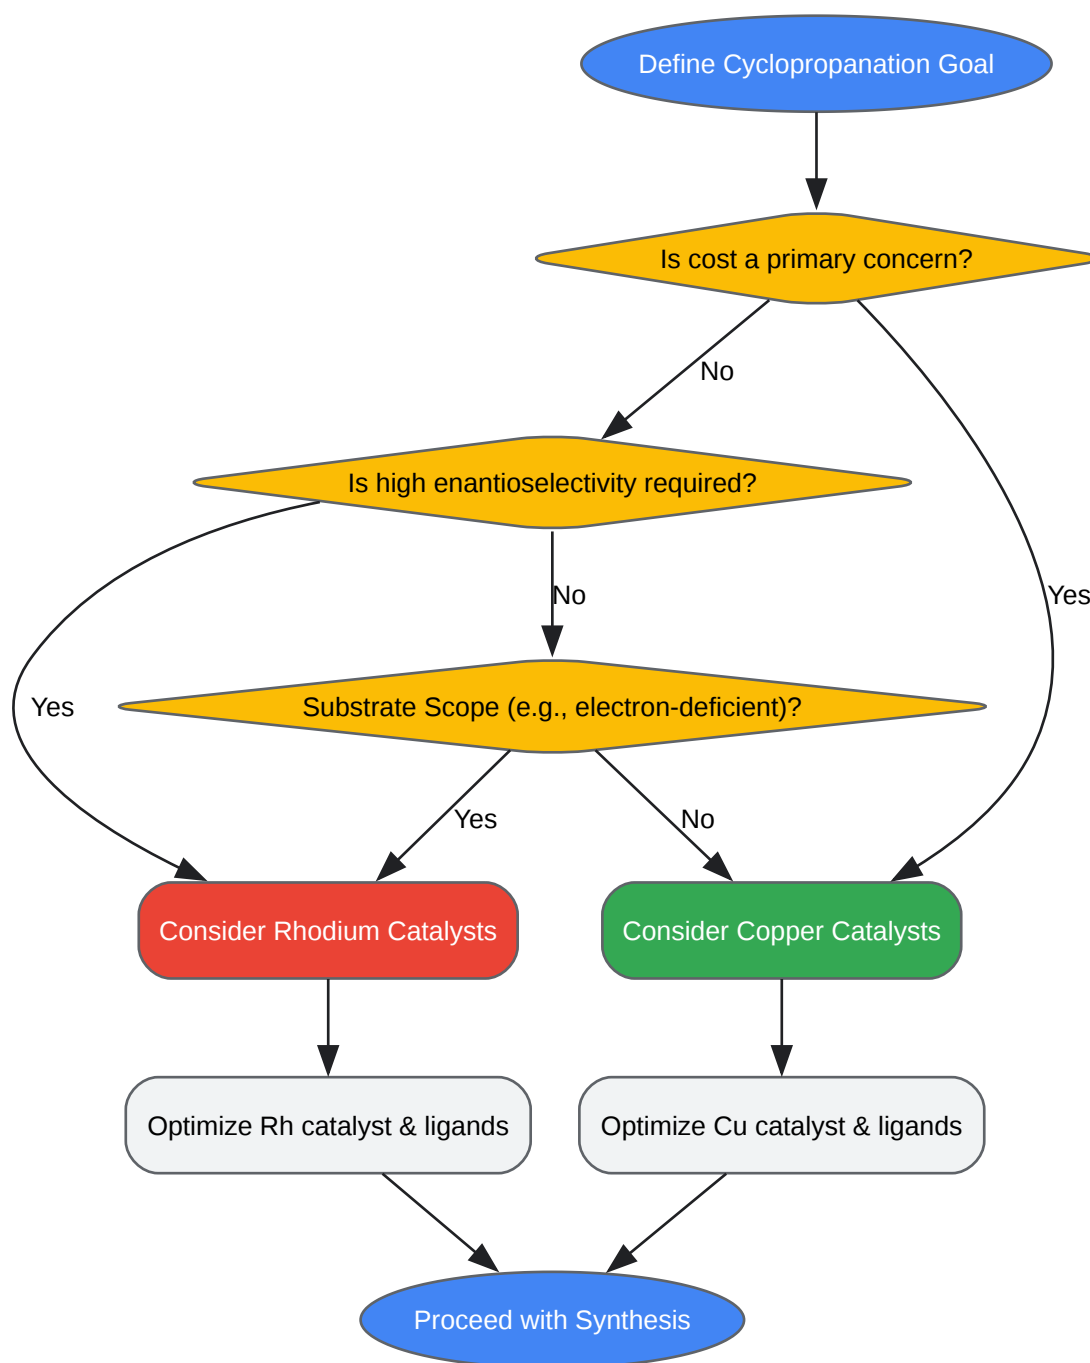 Define Cyclopropanation Goal
Is cost a primary concern?
No
Is high enantioselectivity required?
No
Yes
Yes
Substrate Scope (e.g., electron-deficient)?
Yes
No
Consider Rhodium Catalysts
Consider Copper Catalysts
Optimize Rh catalyst & ligands
Optimize Cu catalyst & ligands
Proceed with Synthesis